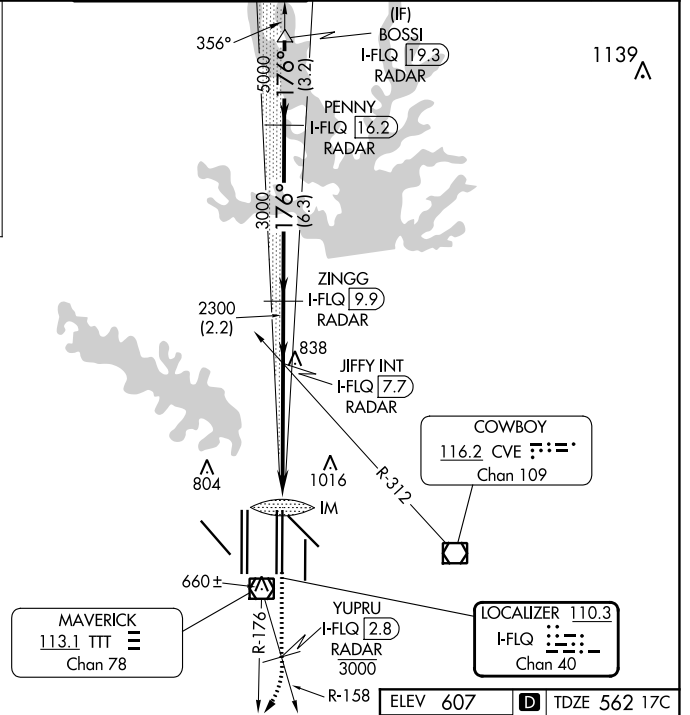 (IF)
BOSSI
I-FLQ 19.3
RADAR
356°
1139
5000
176°
(3.2)
PENNY
I-FLQ 16.2
RADAR
3000
176°
(6.3)
ZINGG
I-FLQ 9.9
RADAR
2300
(2.2)
838
JIFFY INT
I-FLQ 7.7
RADAR
COWBOY
116.2 CVE
Chan 109
R-312
804
1016
IM
660±
MAVERICK
113.1 TTT
Chan 78
R-176
YUPRU
I-FLQ 2.8
RADAR
3000
R-158
LOCALIZER 110.3
I-FLQ
Chan 40
ELEV 607 D TDZE 562 17C